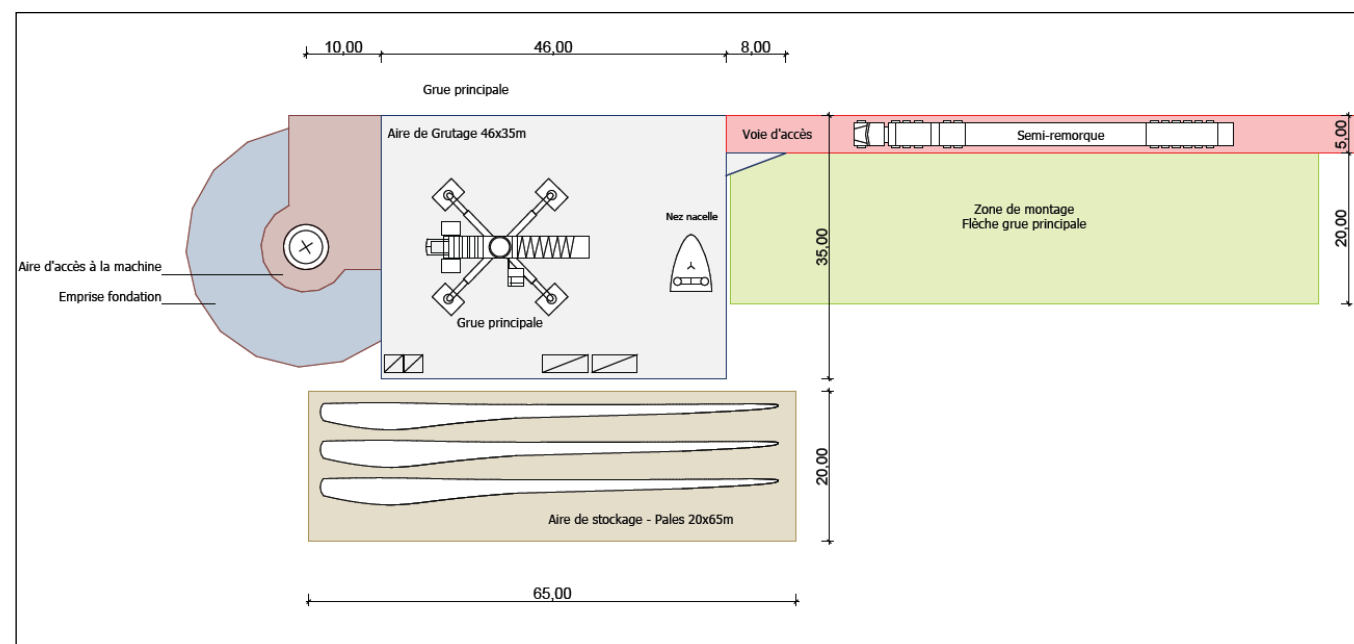 10,00
46,00
8,00
Grue principale
Aire de Grutage 46x35m
Voie d'accès
Semi-remorque
5,00
Nez nacelle
Zone de montage
Flèche grue principale
20,00
35,00
Aire d'accès à la machine
Emprise fondation
Grue principale
20,00
Aire de stockage - Pales 20x65m
65,00